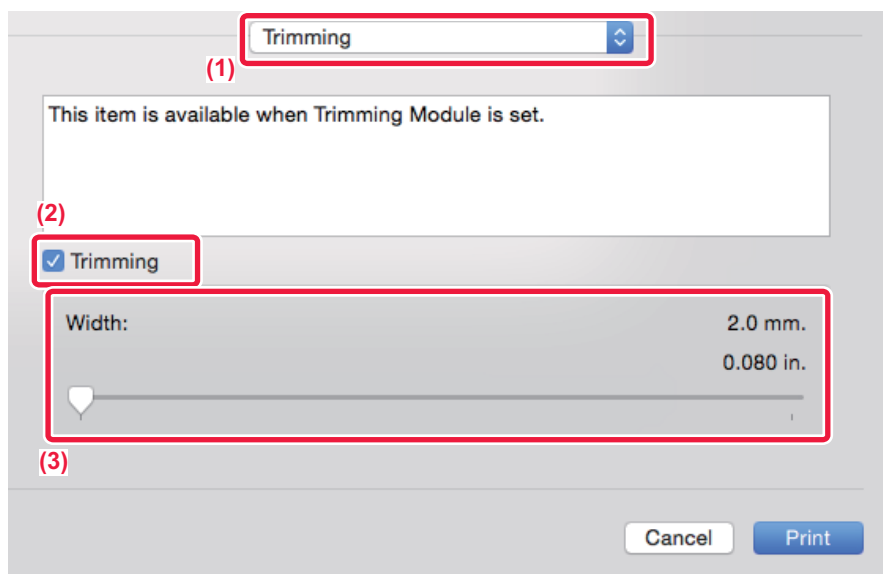 Trimming
(1)
This item is available when Trimming Module is set.
(2)
Trimming
Width:
2.0 mm.
0.080 in.
(3)
Cancel
Print